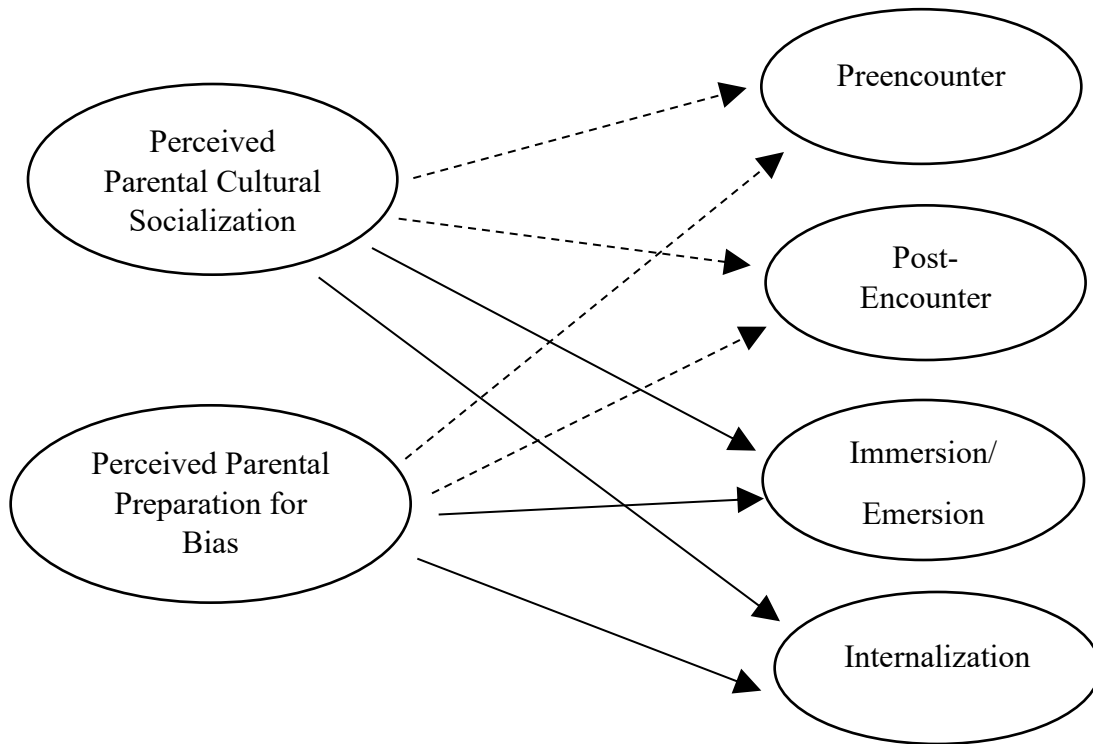 Perceived
Parental Cultural
Socialization
Perceived Parental
Preparation for
Bias
Preencounter
Post-
Encounter
Immersion/
Emersion
Internalization